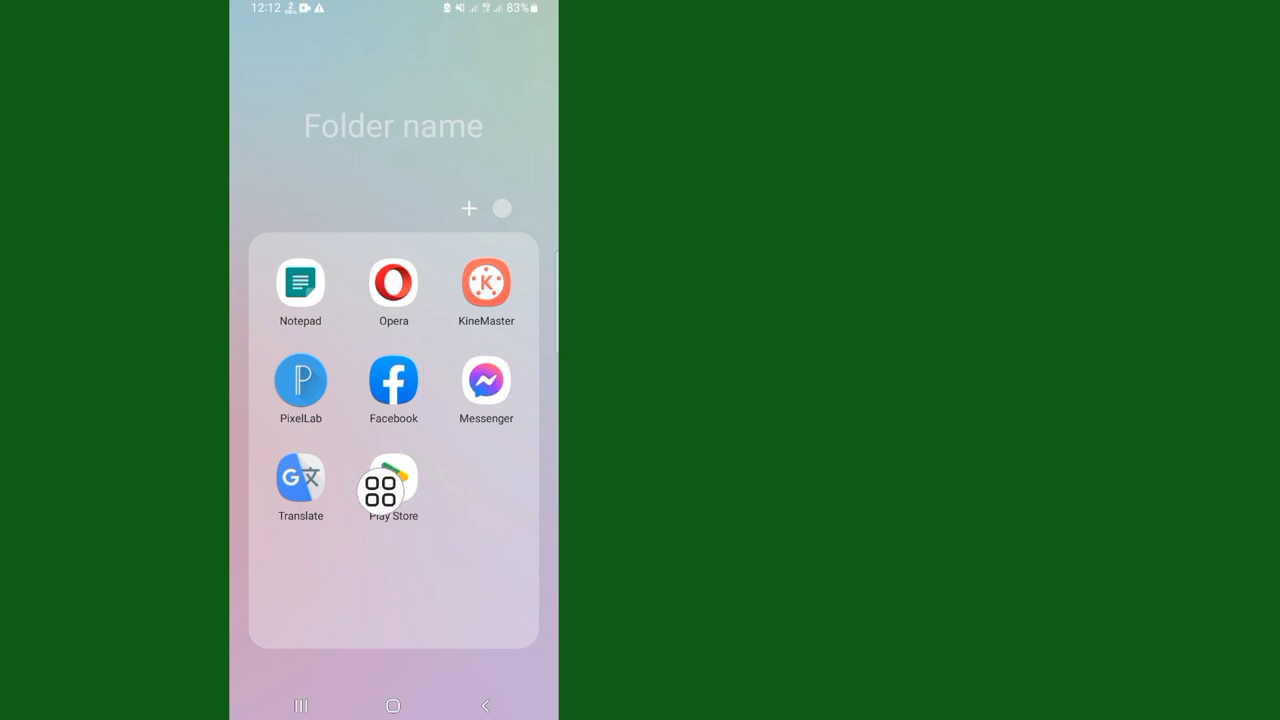 12:12 83%
Folder name
Notepad Opera KineMaster
PixelLab Facebook Messenger
Translate Play Store